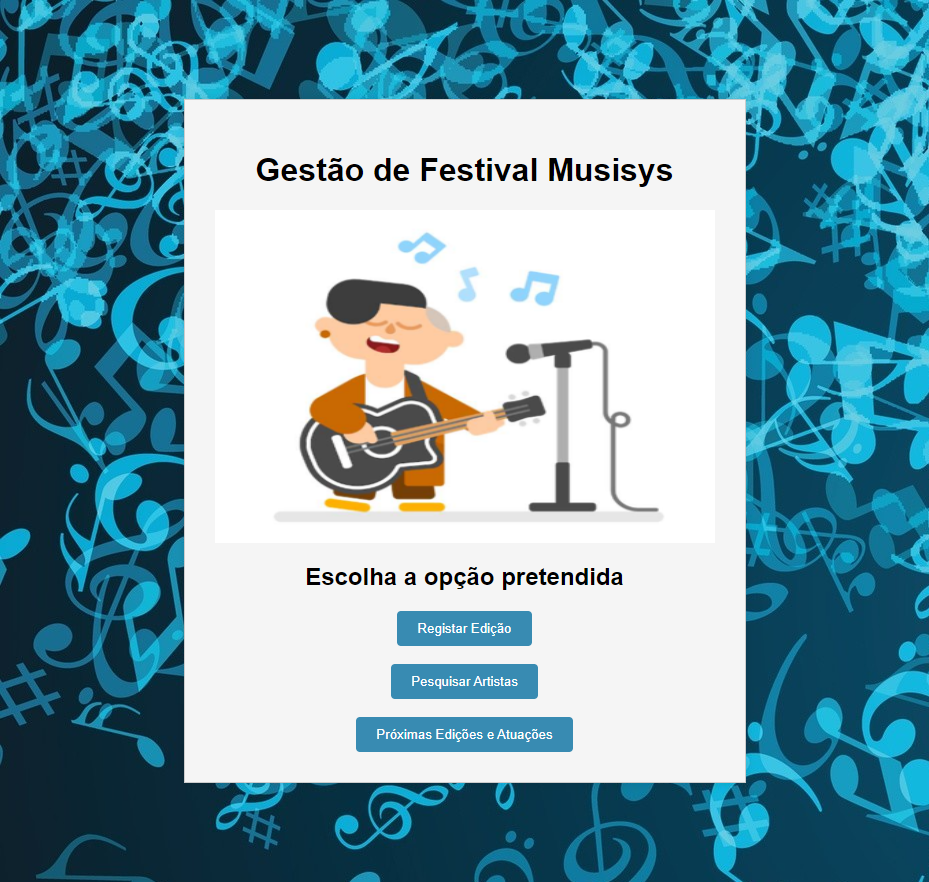 Gestão de Festival Musisys
Escolha a opção pretendida
Registar Edição
Pesquisar Artistas
Próximas Edições e Atuações